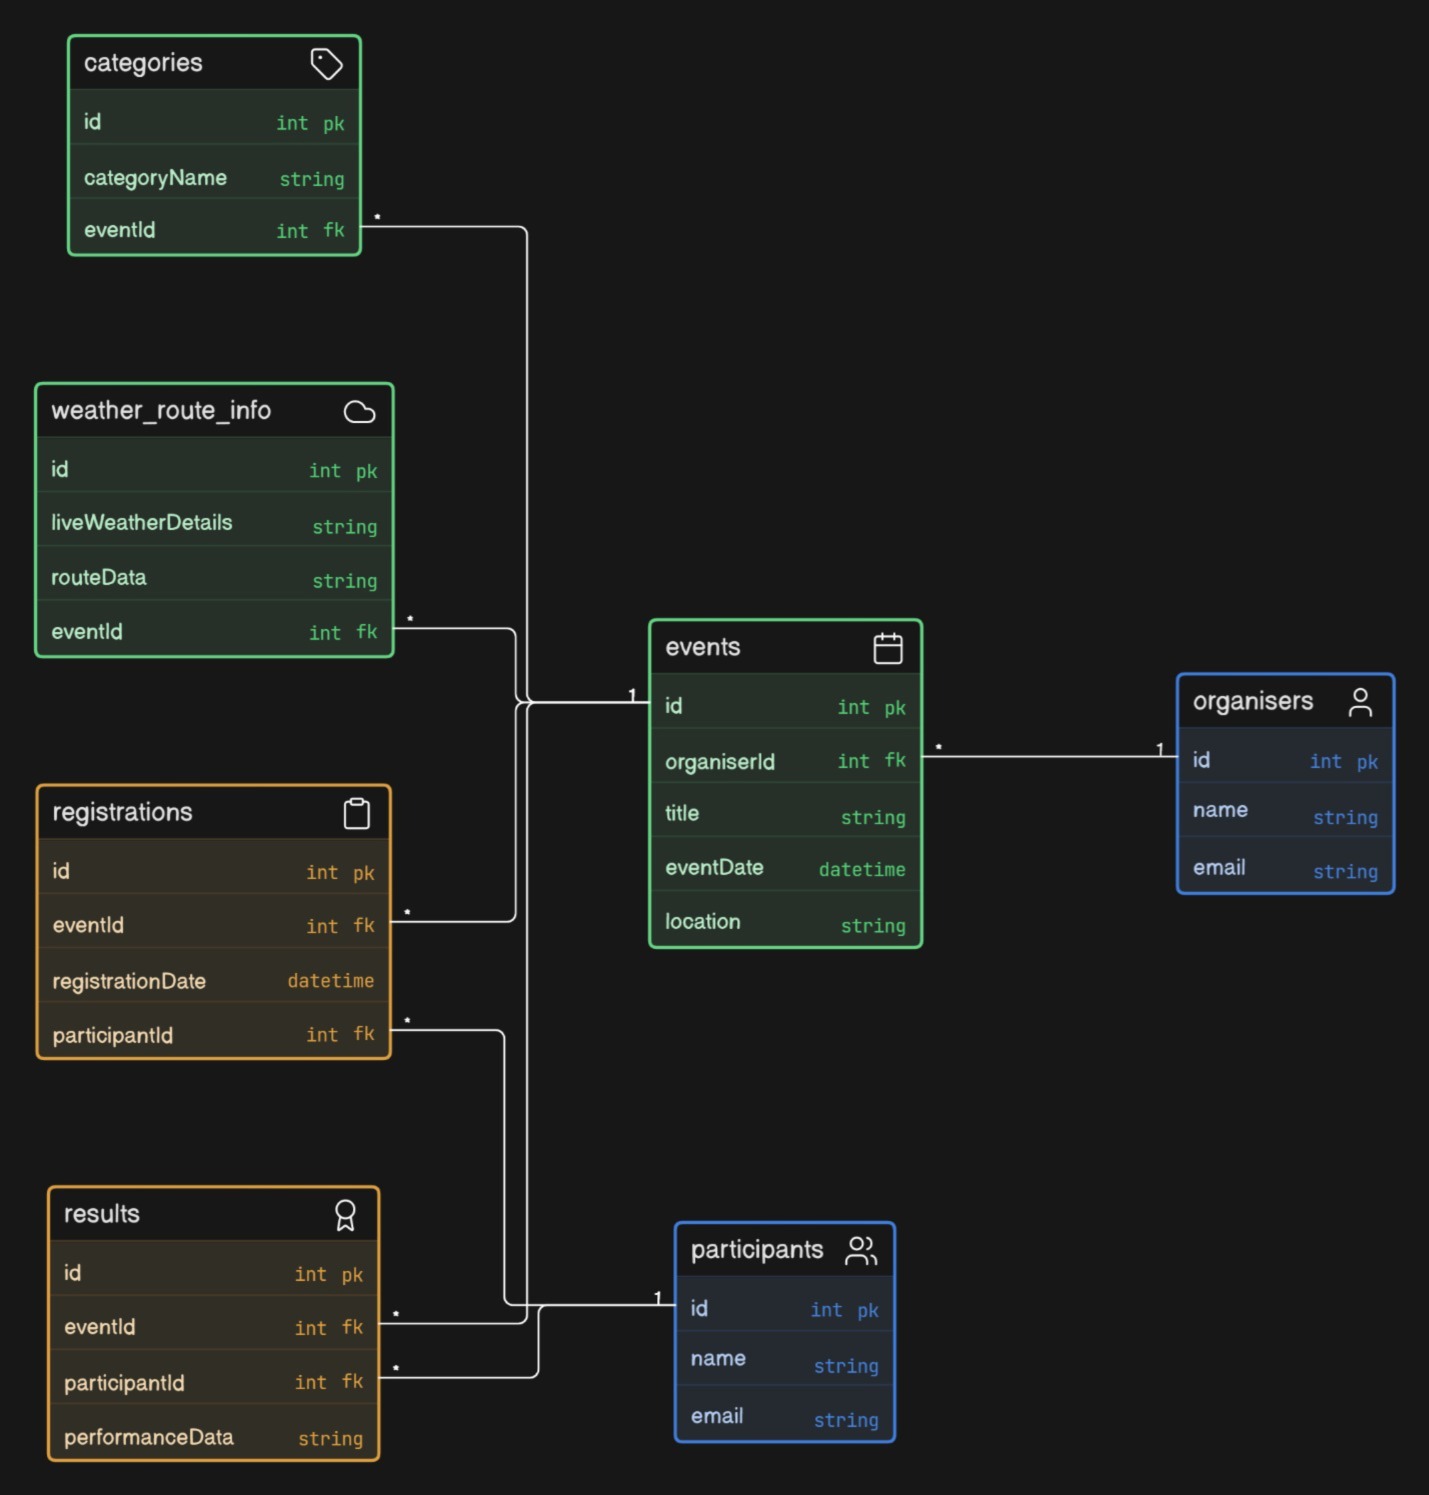 categories
id int pk
categoryName string
eventId int fk
*
weather_route_info
id int pk
liveWeatherDetails string
routeData string
eventId int fk
*
registrations
id int pk
eventId int fk
*
registrationDate datetime
participantId int fk
*
results
id int pk
eventId int fk
*
participantId int fk
*
performanceData string
1
events
id int pk
organiserId int fk
*
title string
eventDate datetime
location string
1
organisers
id int pk
name string
email string
1
participants
id int pk
name string
email string